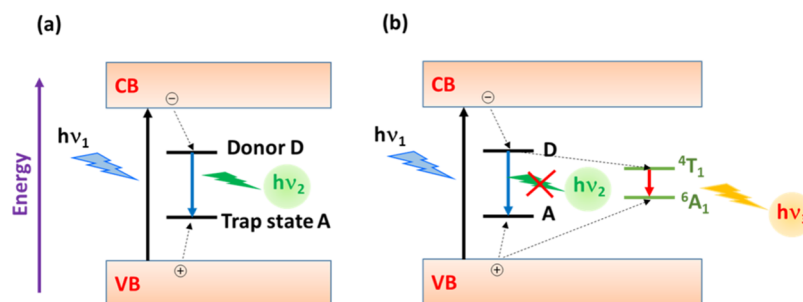 (a)
CB
Energy
hν₁
Donor D
hν₂
Trap state A
VB
(b)
CB
hν₁
D
hν₂
A
⁴T₁
⁶A₁
VB